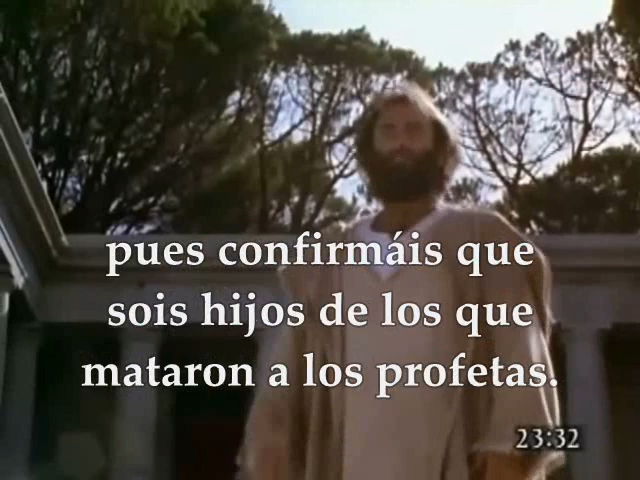 pues confirmáis que
sois hijos de los que
mataron a los profetas.
23:32